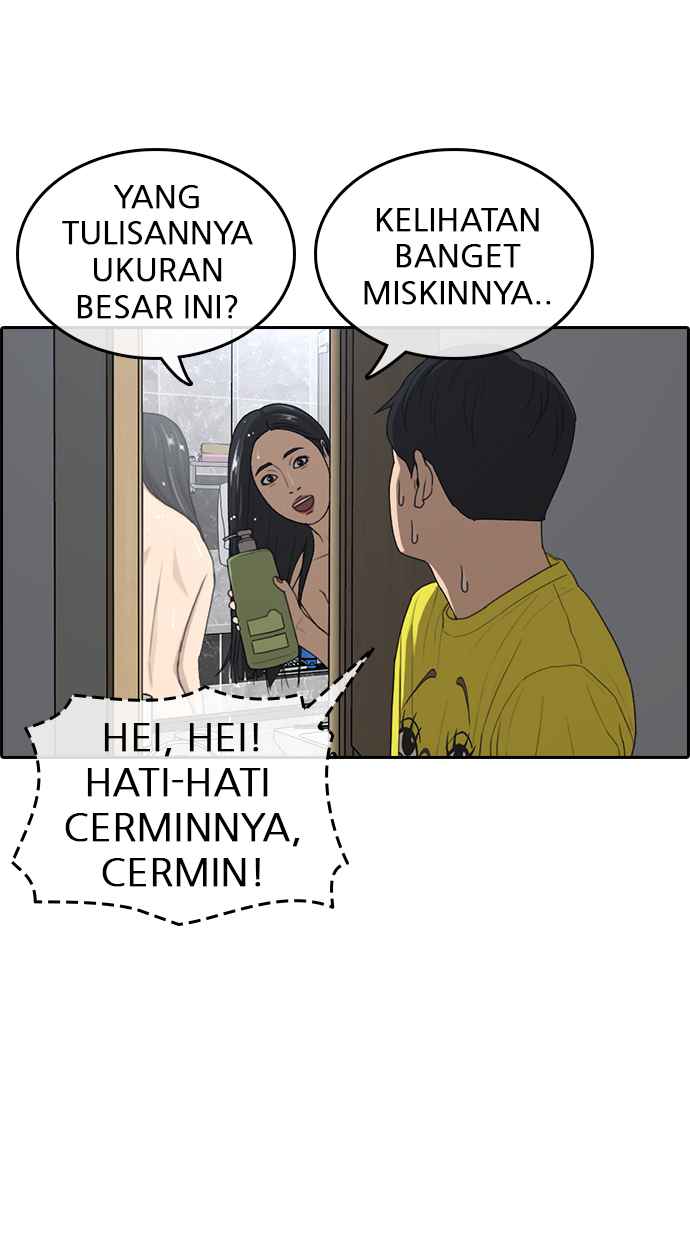 YANG
TULISANNYA
UKURAN
BESAR INI?
KELIHATAN
BANGET
MISKINNYA..
HEI, HEI!
HATI-HATI
CERMINNYA,
CERMIN!